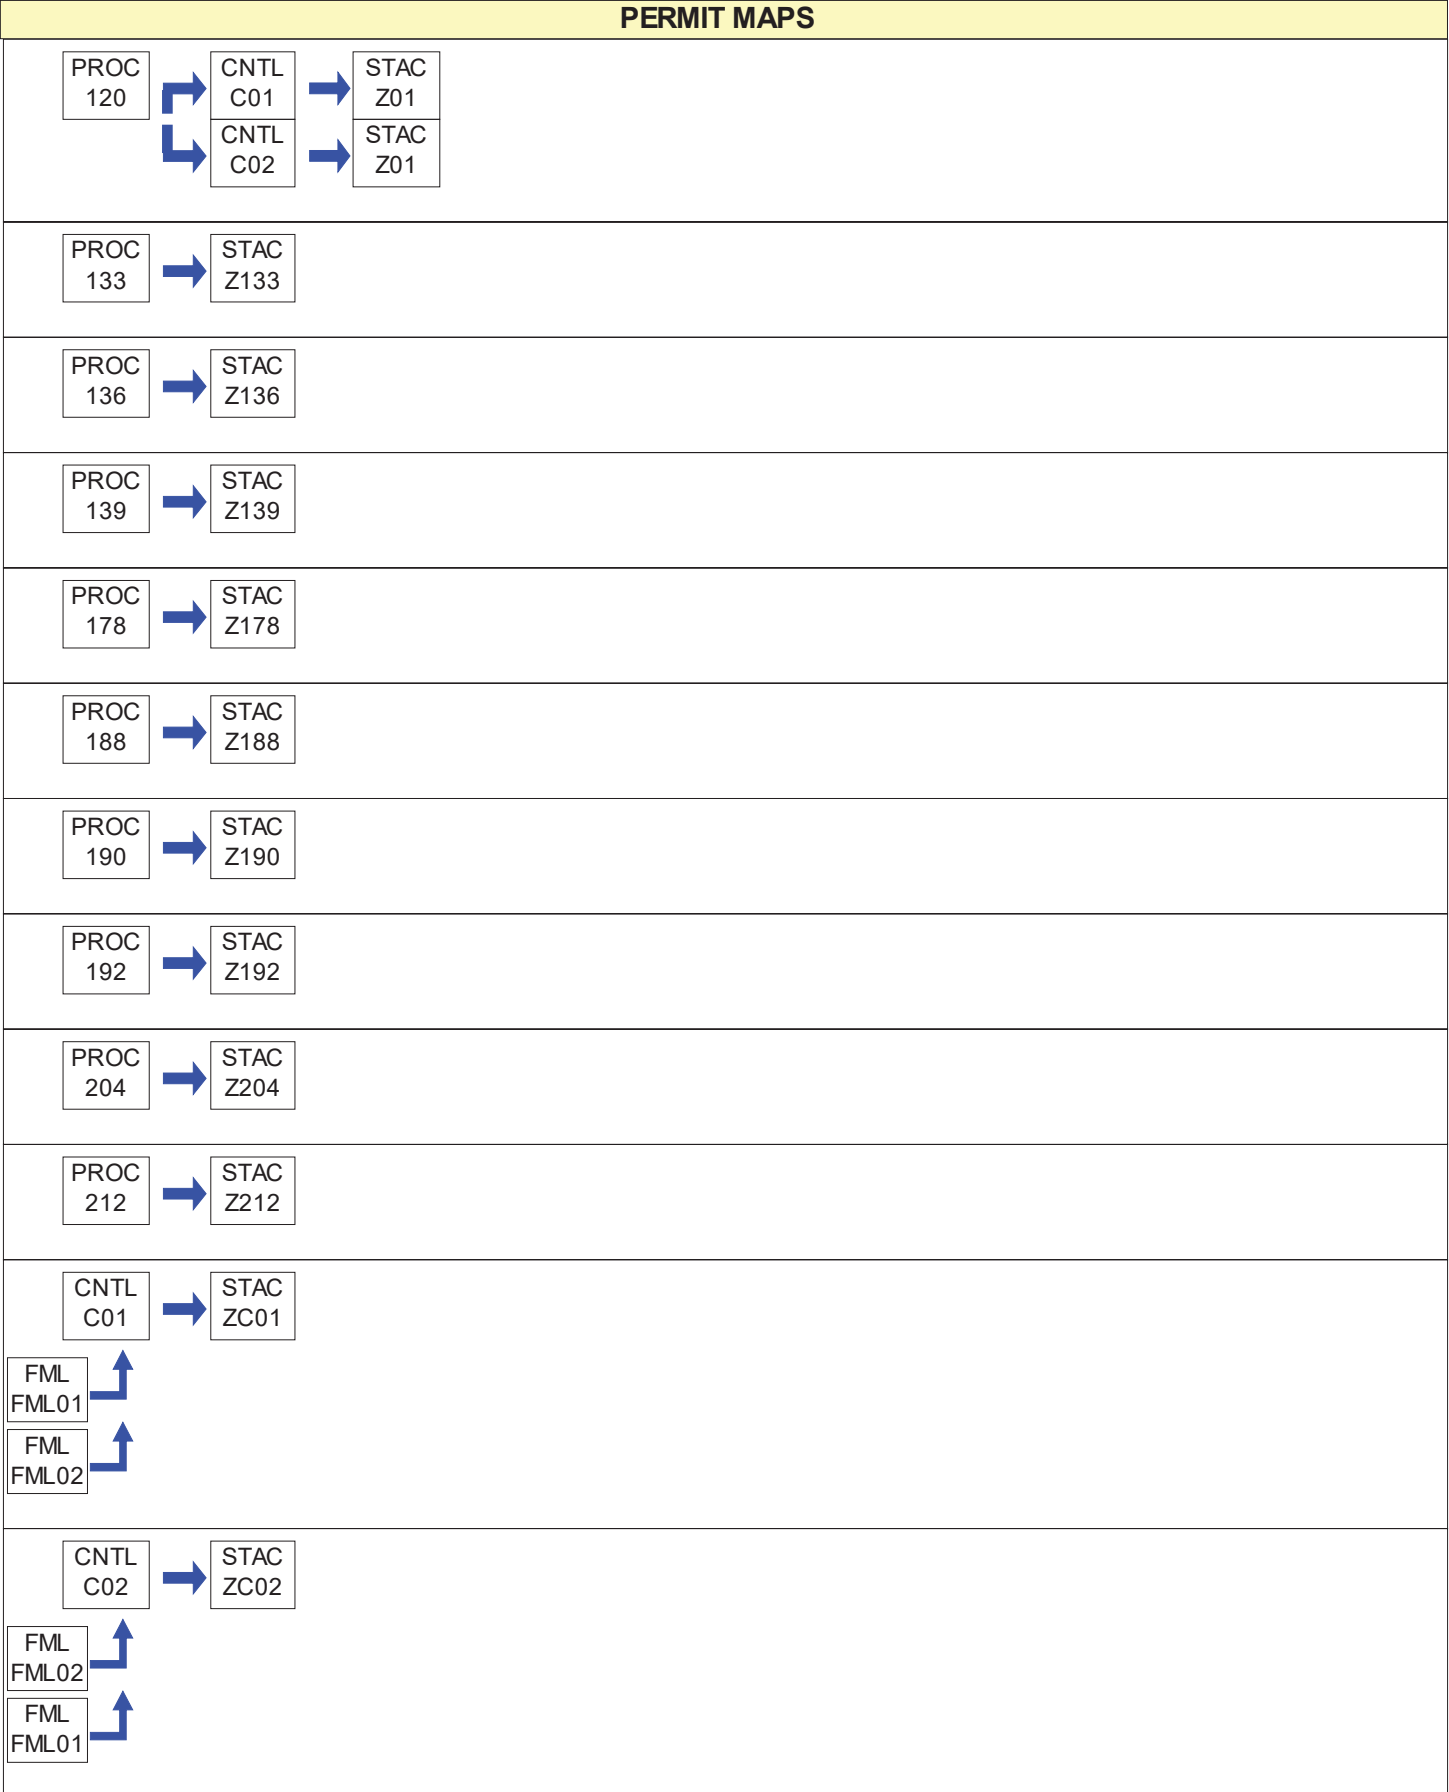 PERMIT MAPS
PROC
120
CNTL
C01
STAC
Z01
CNTL
C02
STAC
Z01
PROC
133
STAC
Z133
PROC
136
STAC
Z136
PROC
139
STAC
Z139
PROC
178
STAC
Z178
PROC
188
STAC
Z188
PROC
190
STAC
Z190
PROC
192
STAC
Z192
PROC
204
STAC
Z204
PROC
212
STAC
Z212
CNTL
C01
STAC
ZC01
FML
FML01
FML
FML02
CNTL
C02
STAC
ZC02
FML
FML02
FML
FML01